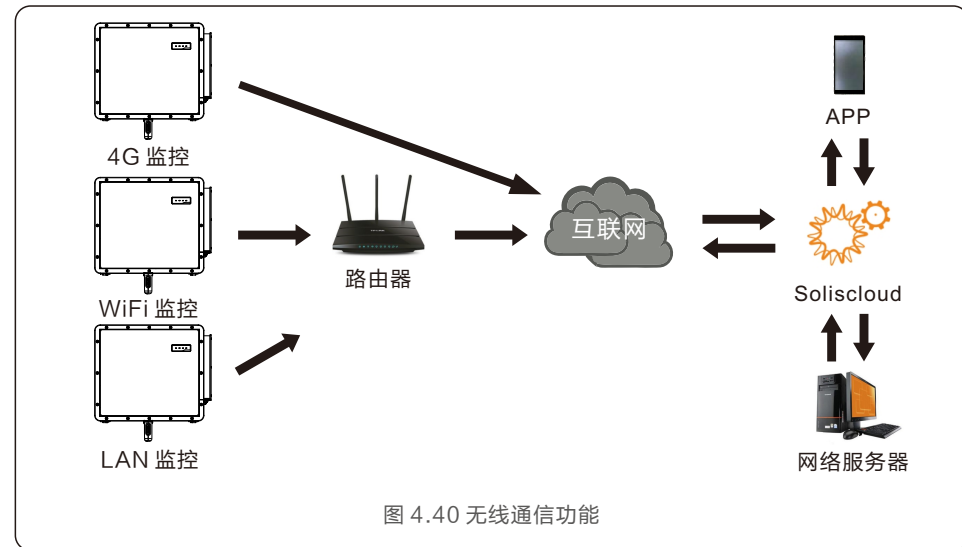 4G 监控
WiFi 监控
LAN 监控
路由器
互联网
APP
Soliscloud
网络服务器
图 4.40 无线通信功能